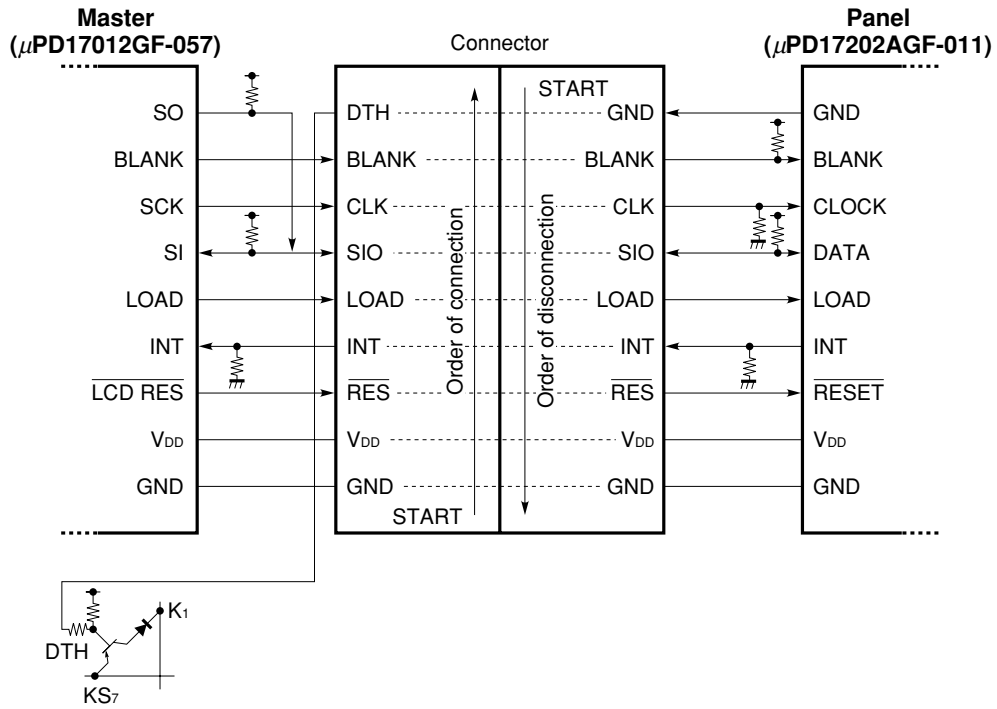 Master
(μPD17012GF-057)
Connector
Panel
(μPD17202AGF-011)
START
SO DTH GND GND
BLANK BLANK BLANK BLANK
SCK CLK CLK CLOCK
SI SIO SIO DATA
LOAD LOAD LOAD LOAD
INT INT INT INT
LCD RES RES RES RESET
VDD VDD VDD VDD
GND GND GND GND
START
Order of connection
Order of disconnection
K1
DTH
KS7